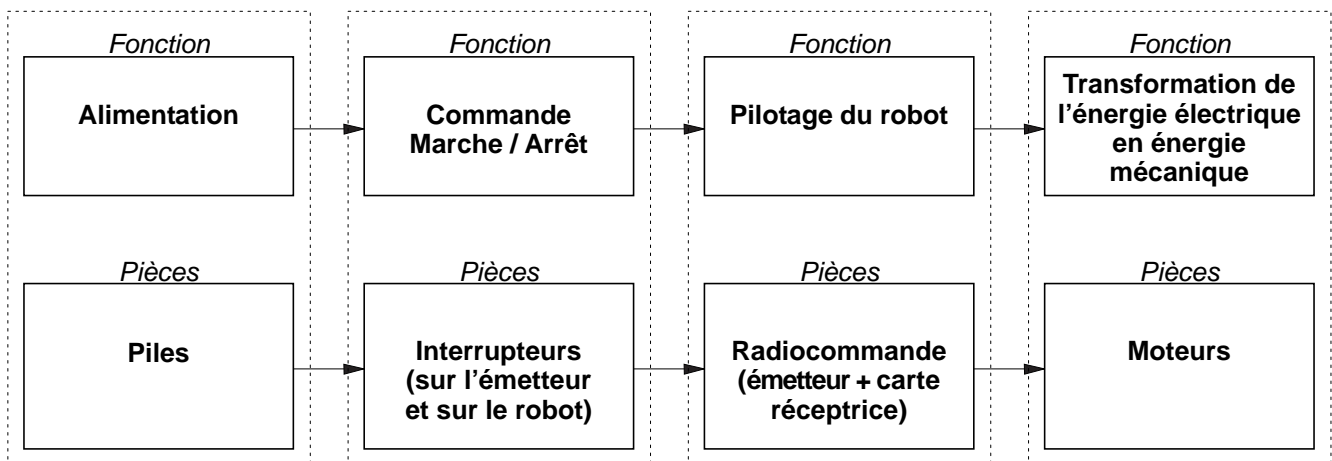 Fonction
Alimentation
Fonction
Commande
Marche / Arrêt
Fonction
Pilotage du robot
Fonction
Transformation de
l’énergie électrique
en énergie
mécanique
Pièces
Piles
Pièces
Interrupteurs
(sur l’émetteur
et sur le robot)
Pièces
Radiocommande
(émetteur + carte
réceptrice)
Pièces
Moteurs